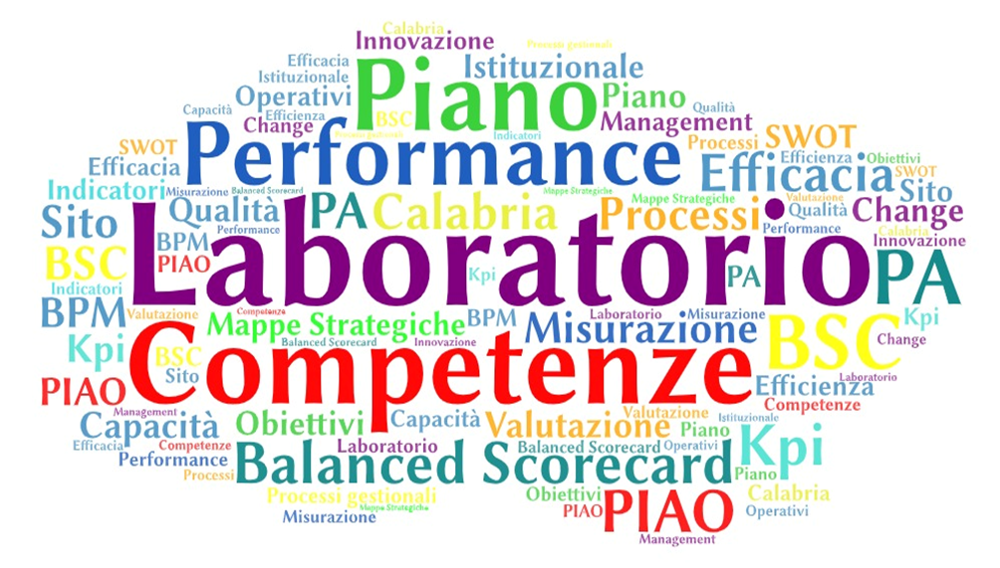 Calabria
Innovazione Processi gestionali
Efficacia Piano Istituzionale
Istituzionale
Operativi Piano
Capacità Efficienza BSC Qualità
Change Processi gestionali Indicatori Management
SWOT Performance Processi SWOT
Efficacia Efficacia Efficienza Obiettivi
SWOT
Indicatori Misurazione Balanced Scorecard Mappe Strategiche Mappe Strategiche Valutazione Sito
Sito Qualità PA Calabria Processi Qualità Change
Performance Performance Calabria
BPM Laboratorio Innovazione
BSC PIAO Kpi PA PA
Indicatori
BPM Valutazione Competenze Mappe Strategiche BPM Laboratorio Misurazione Kpi
Misurazione BSC
Kpi BSC Balanced Scorecard Innovazione Change
Sito Competenze Laboratorio
PIAO Efficienza
Management Competenze
Capacità Obiettivi Capacità Valutazione Valutazione Istituzionale
Piano
Efficacia Competenze Laboratorio Balanced Scorecard Operativi Kpi
Performance Balanced Scorecard
Processi Piano
Processi gestionali Obiettivi Calabria
Mappe Strategiche PIAO PIAO Operativi
Misurazione
Management